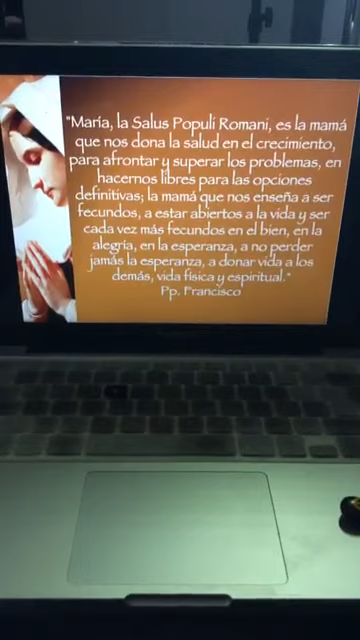 "María, la Salus Populi Romani, es la mamá
que nos dona la salud en el crecimiento,
para afrontar y superar los problemas, en
hacernos libres para las opciones
definitivas; la mamá que nos enseña a ser
fecundos, a estar abiertos a la vida y ser
cada vez más fecundos en el bien, en la
alegría, en la esperanza, a no perder
jamás la esperanza, a donar vida a los
demás, vida física y espiritual."
Pp. Francisco